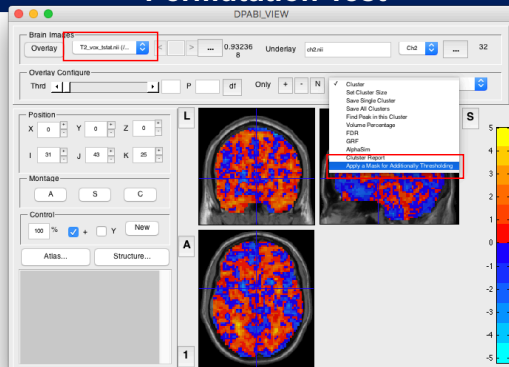 Permutation Test
DPABI_VIEW
Brain Images
Overlay T2_vox_tstat.nii (/... < > ... 0.93236 8 Underlay ch2.nii Ch2 ... 32
Overlay Configure
Thrd P df Only + - N
✓ Cluster
Set Cluster Size
Save Single Cluster
Save All Clusters
Find Peak in this Cluster
Volume Percentage
FDR
GRF
AlphaSim
Clulster Report
Apply a Mask for Additionally Thresholding
Position
X 0 Y 0 Z 0
I 31 J 43 K 25
Montage
A S C
Control
100 % + Y New
Atlas... Structure...
L
S
A
1
5
4
3
2
1
0
-1
-2
-3
-4
-5